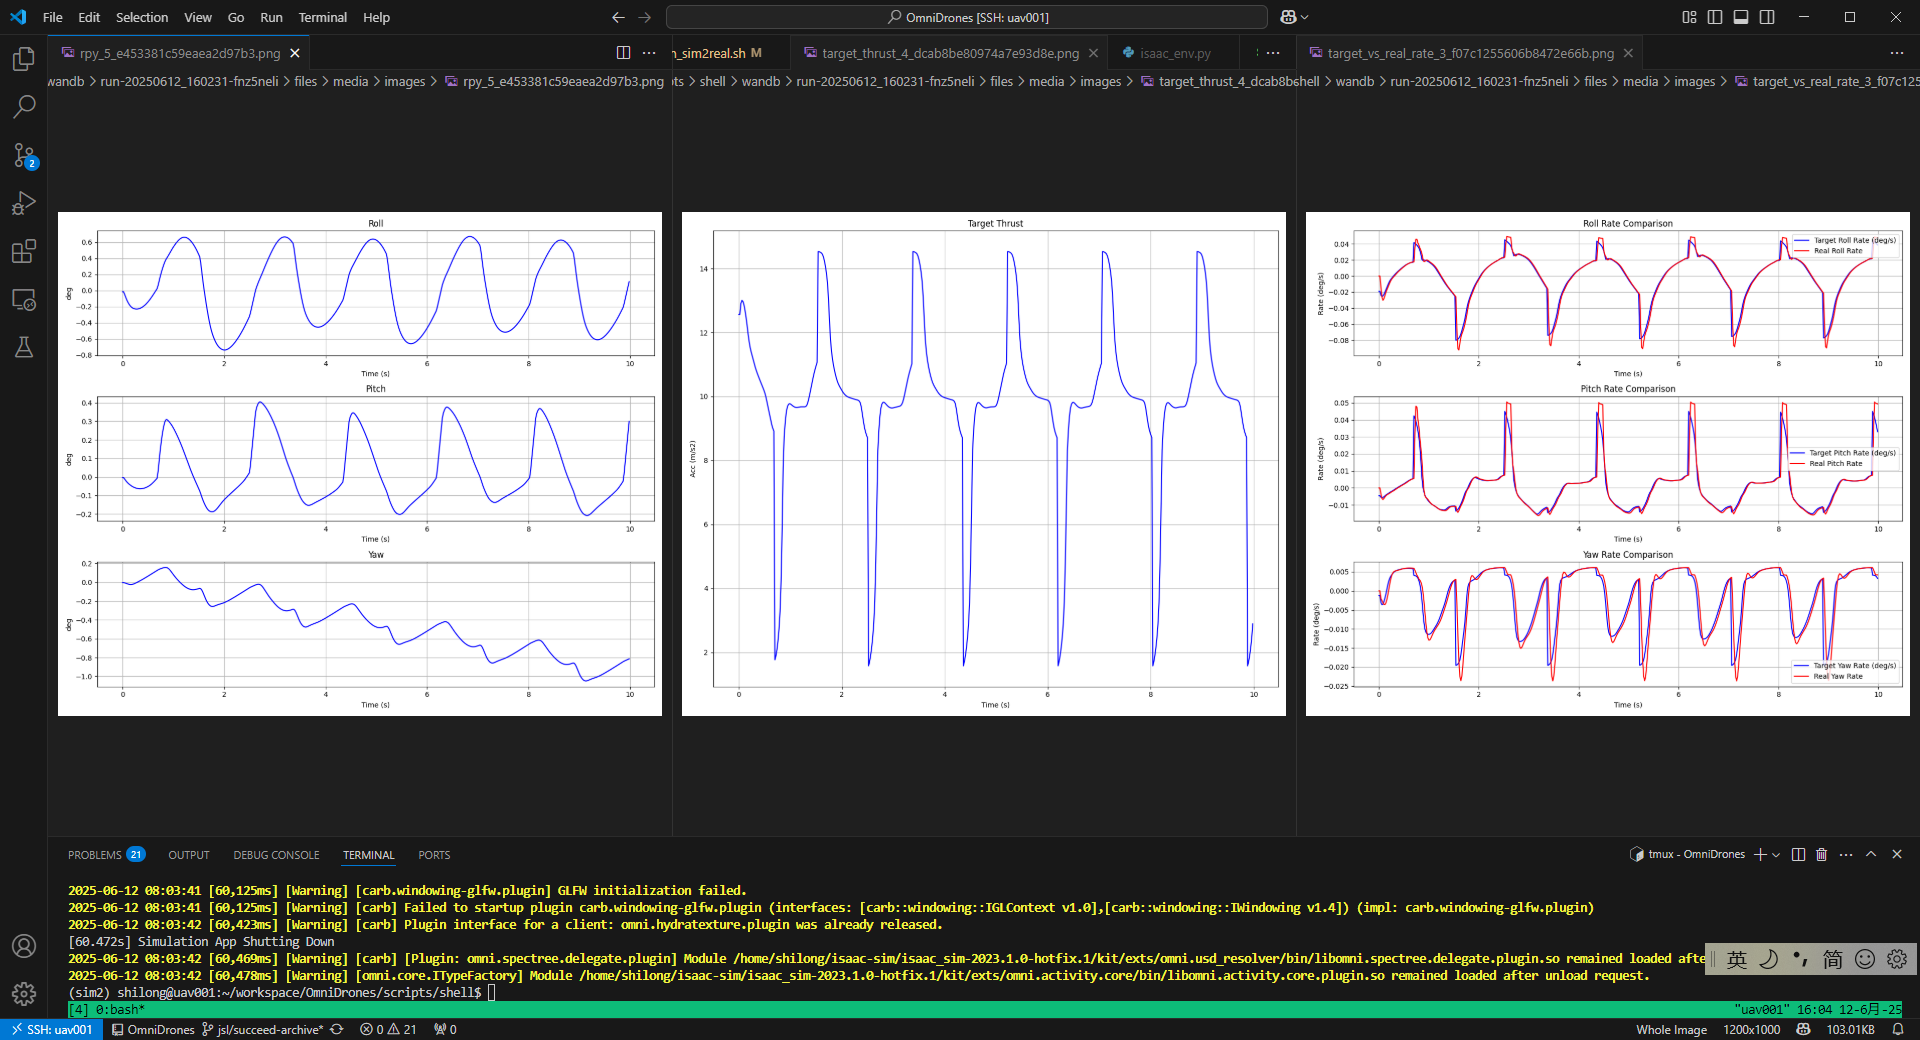 File Edit Selection View Go Run Terminal Help
OmniDrones [SSH: uav001]
rpy_5_e453381c59eaea2d97b3.png
n_sim2real.sh M
target_thrust_4_dcab8be80974a7e93d8e.png
isaac_env.py
target_vs_real_rate_3_f07c1255606b8472e66b.png
wandb > run-20250612_160231-fnz5neli > files > media > images > rpy_5_e453381c59eaea2d97b3.png
ts > shell > wandb > run-20250612_160231-fnz5neli > files > media > images > target_thrust_4_dcab8b
shell > wandb > run-20250612_160231-fnz5neli > files > media > images > target_vs_real_rate_3_f07c125
2
Roll
0.6
0.4
0.2
0.0
−0.2
−0.4
−0.6
−0.8
deg
0 2 4 6 8 10
Time (s)
Pitch
0.4
0.3
0.2
0.1
0.0
−0.1
−0.2
deg
0 2 4 6 8 10
Time (s)
Yaw
0.2
0.0
−0.2
−0.4
−0.6
−0.8
−1.0
deg
0 2 4 6 8 10
Time (s)
Target Thrust
14
12
10
8
6
4
2
Acc (m/s2)
0 2 4 6 8 10
Time (s)
Roll Rate Comparison
Target Roll Rate (deg/s)
Real Roll Rate
0.04
0.02
0.00
−0.02
−0.04
−0.06
−0.08
Rate (deg/s)
0 2 4 6 8 10
Time (s)
Pitch Rate Comparison
Target Pitch Rate (deg/s)
Real Pitch Rate
0.05
0.04
0.03
0.02
0.01
0.00
−0.01
Rate (deg/s)
0 2 4 6 8 10
Time (s)
Yaw Rate Comparison
Target Yaw Rate (deg/s)
Real Yaw Rate
0.005
0.000
−0.005
−0.010
−0.015
−0.020
−0.025
Rate (deg/s)
0 2 4 6 8 10
Time (s)
PROBLEMS 21 OUTPUT DEBUG CONSOLE TERMINAL PORTS
tmux - OmniDrones
2025-06-12 08:03:41 [60,125ms] [Warning] [carb.windowing-glfw.plugin] GLFW initialization failed.
2025-06-12 08:03:41 [60,125ms] [Warning] [carb] Failed to startup plugin carb.windowing-glfw.plugin (interfaces: [carb::windowing::IGLContext v1.0],[carb::windowing::IWindowing v1.4]) (impl: carb.windowing-glfw.plugin)
2025-06-12 08:03:42 [60,423ms] [Warning] [carb] Plugin interface for a client: omni.hydratexture.plugin was already released.
[60.472s] Simulation App Shutting Down
2025-06-12 08:03:42 [60,469ms] [Warning] [carb] [Plugin: omni.spectree.delegate.plugin] Module /home/shilong/isaac-sim/isaac_sim-2023.1.0-hotfix.1/kit/exts/omni.usd_resolver/bin/libomni.spectree.delegate.plugin.so remained loaded afte
2025-06-12 08:03:42 [60,478ms] [Warning] [omni.core.ITypeFactory] Module /home/shilong/isaac-sim/isaac_sim-2023.1.0-hotfix.1/kit/exts/omni.activity.core/bin/libomni.activity.core.plugin.so remained loaded after unload request.
(sim2) shilong@uav001:~/workspace/OmniDrones/scripts/shell$
英 简
[4] 0:bash* "uav001" 16:04 12-6月-25
SSH: uav001 OmniDrones jsl/succeed-archive* 0 21 0 Whole Image 1200x1000 103.01KB